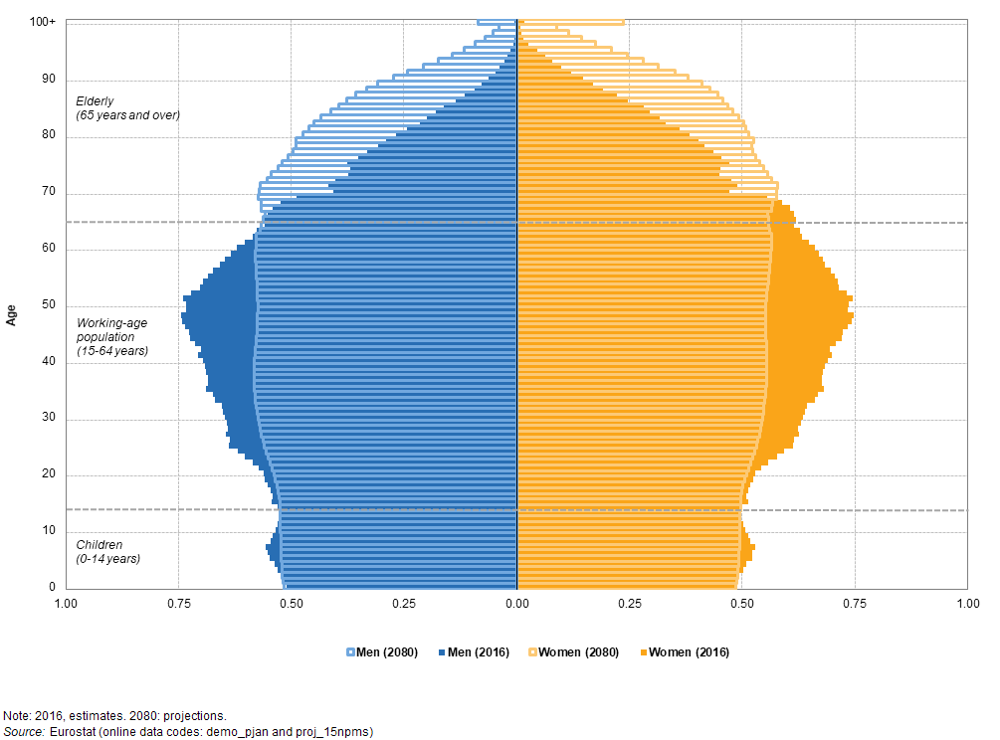 100+
90
Elderly
(65 years and over)
80
70
60
50
Age
Working-age
population
(15-64 years)
40
30
20
10
Children
(0-14 years)
0
1.00 0.75 0.50 0.25 0.00 0.25 0.50 0.75 1.00
Men (2080) Men (2016) Women (2080) Women (2016)
Note: 2016, estimates. 2080: projections.
Source: Eurostat (online data codes: demo_pjan and proj_15npms)